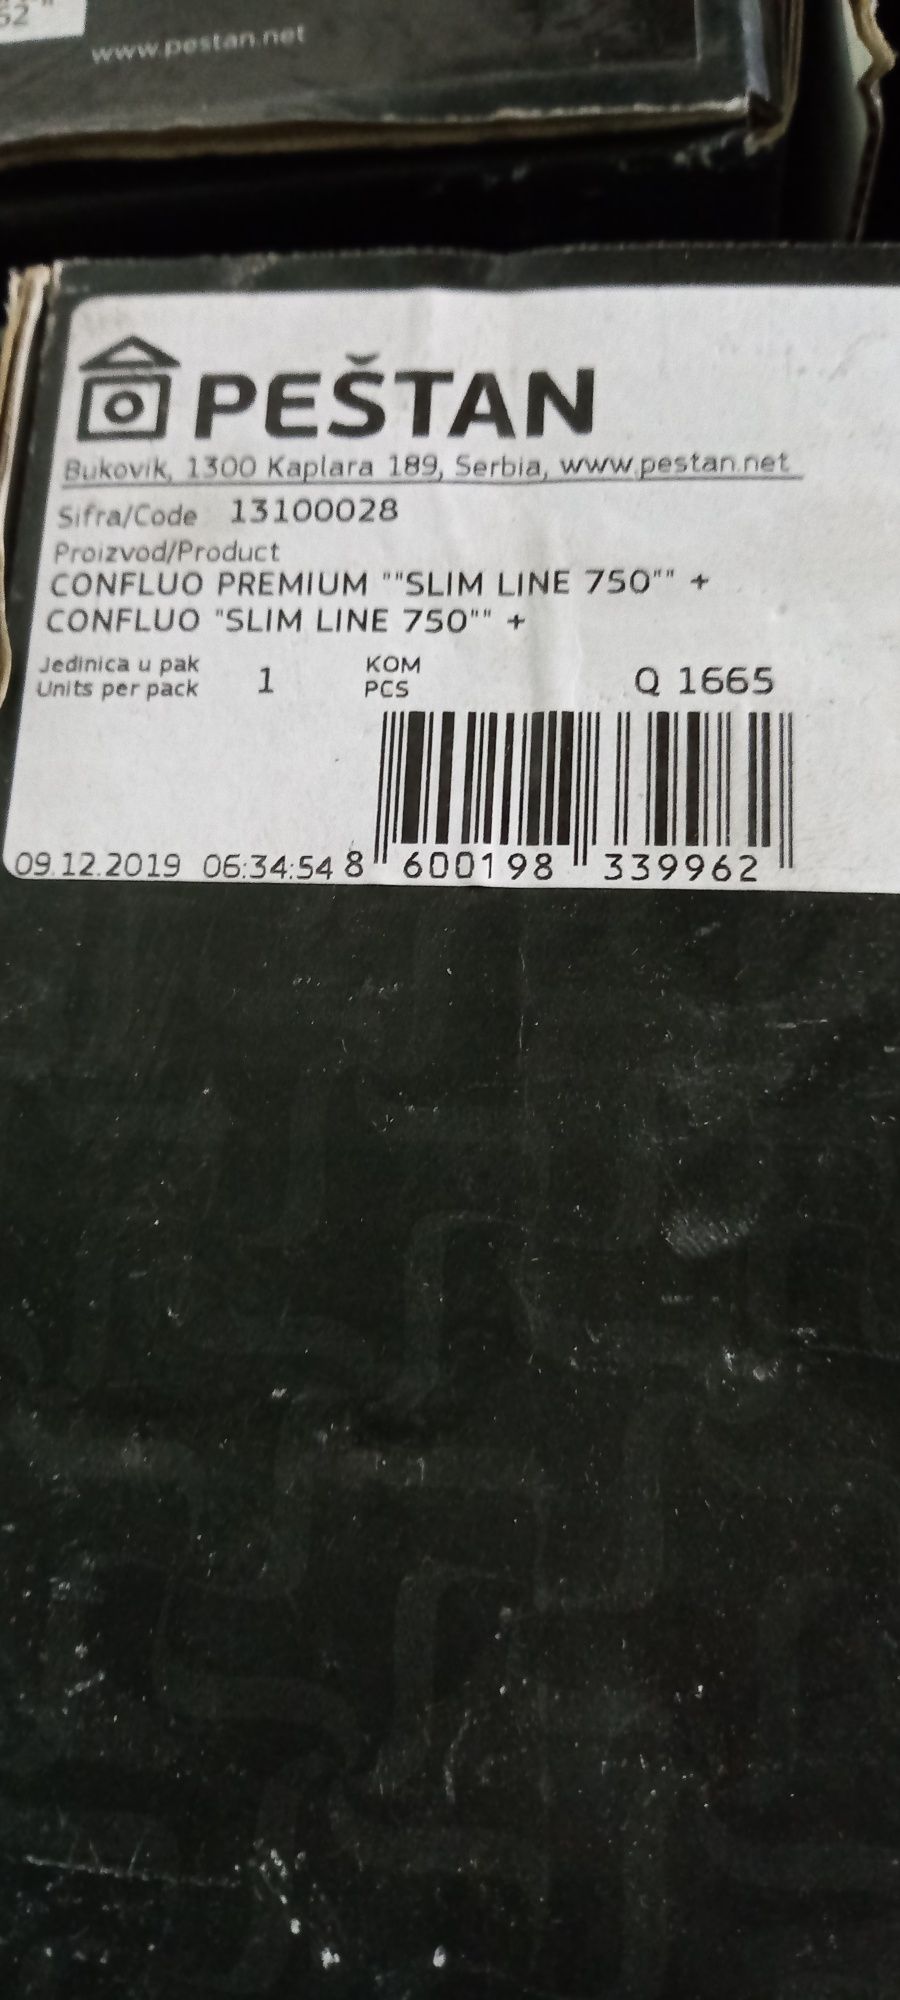 52"
www.pestan.net
PEŠTAN
Bukovik, 1300 Kaplara 189, Serbia, www.pestan.net
Sifra/Code 13100028
Proizvod/Product
CONFLUO PREMIUM ""SLIM LINE 750"" +
CONFLUO "SLIM LINE 750"" +
Jedinica u pak 1 KOM Q 1665
Units per pack PCS
09.12.2019 06:34:54 8 600198 339962